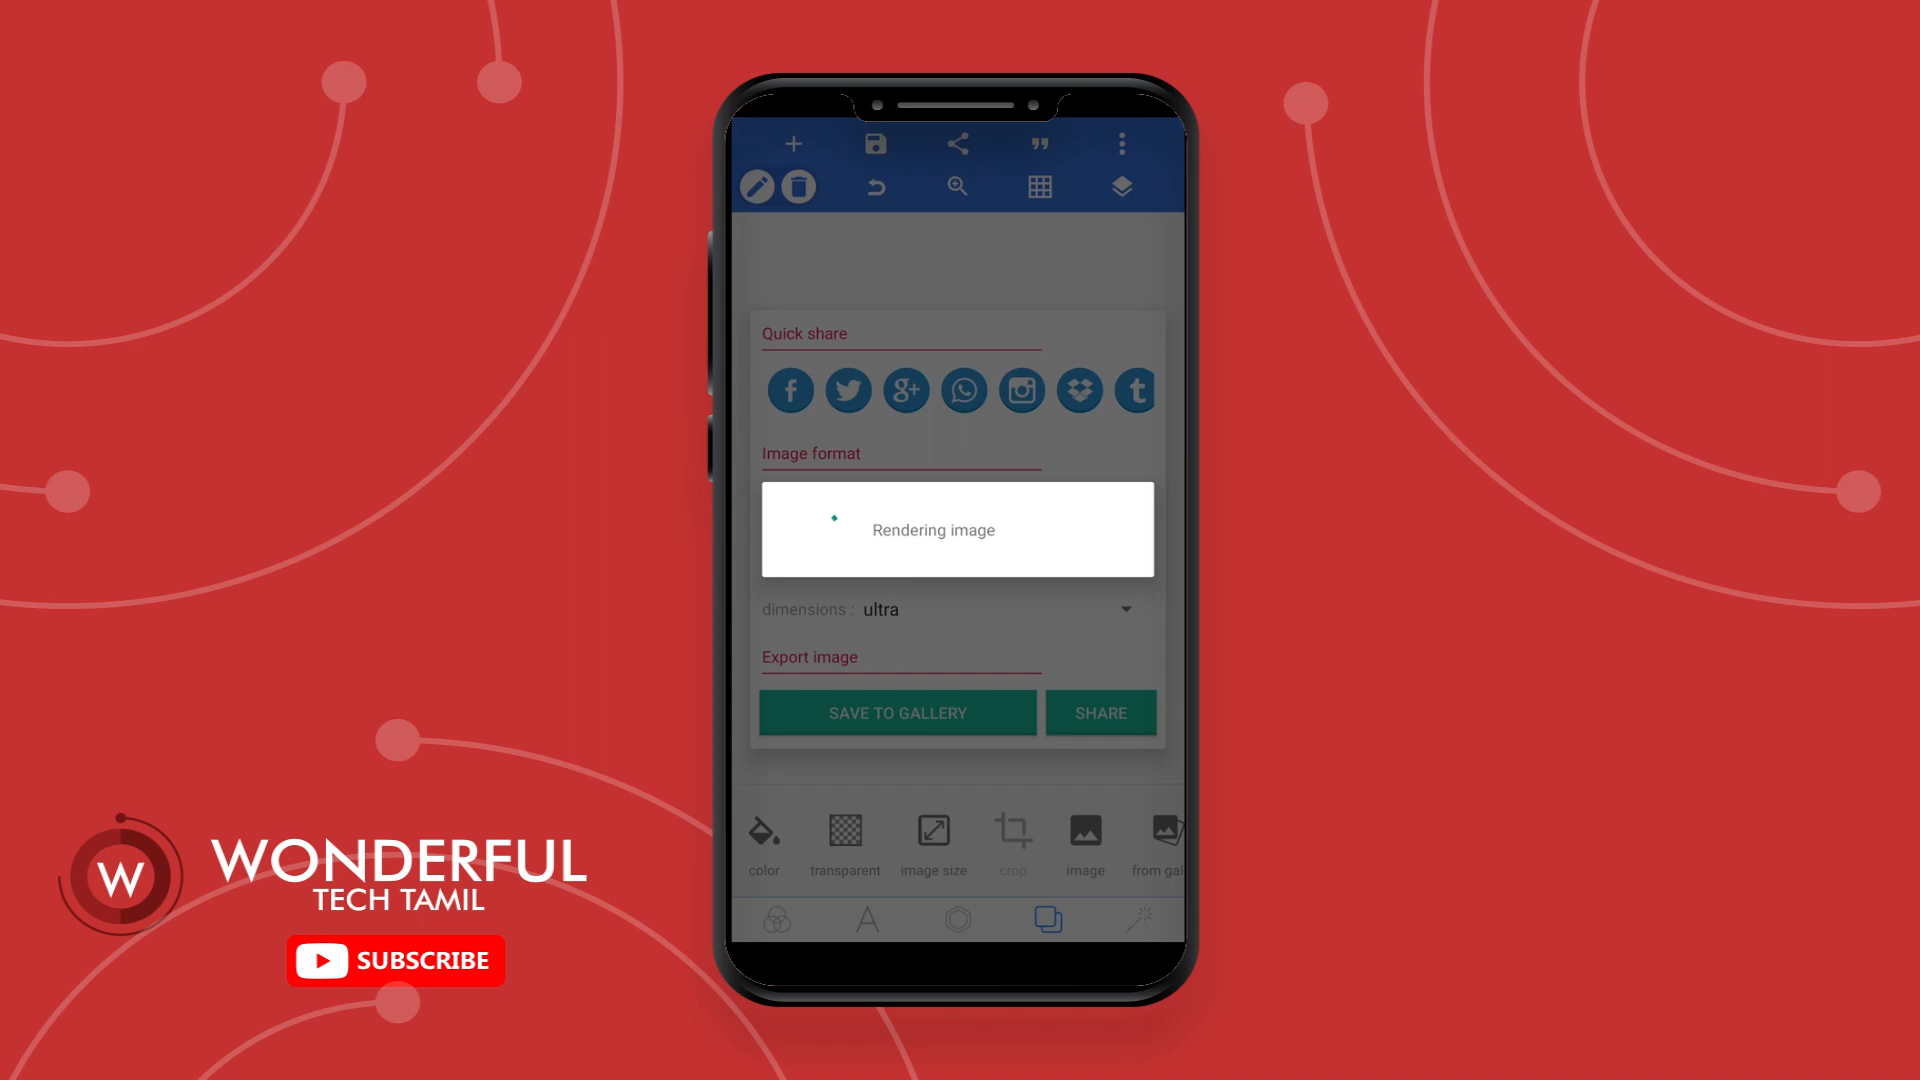 Quick share
Image format
Rendering image
dimensions : ultra
Export image
SAVE TO GALLERY SHARE
color transparent image size crop image from gal
W WONDERFUL
TECH TAMIL
SUBSCRIBE